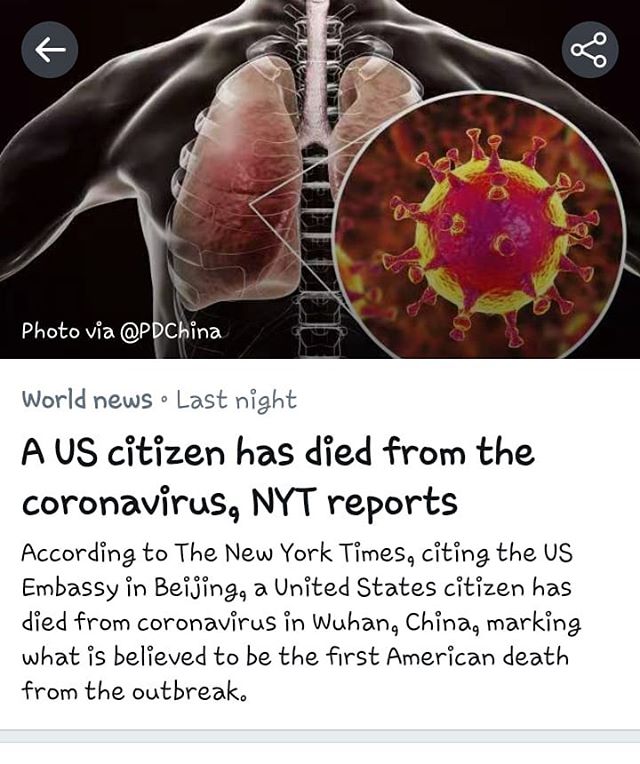 Photo via @PDChina
World news • Last night
A US citizen has died from the
coronavirus, NYT reports
According to The New York Times, citing the US
Embassy in Beijing, a United States citizen has
died from coronavirus in Wuhan, China, marking
what is believed to be the first American death
from the outbreak.